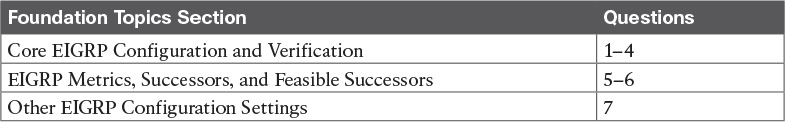 Foundation Topics Section Questions
Core EIGRP Configuration and Verification 1–4
EIGRP Metrics, Successors, and Feasible Successors 5–6
Other EIGRP Configuration Settings 7